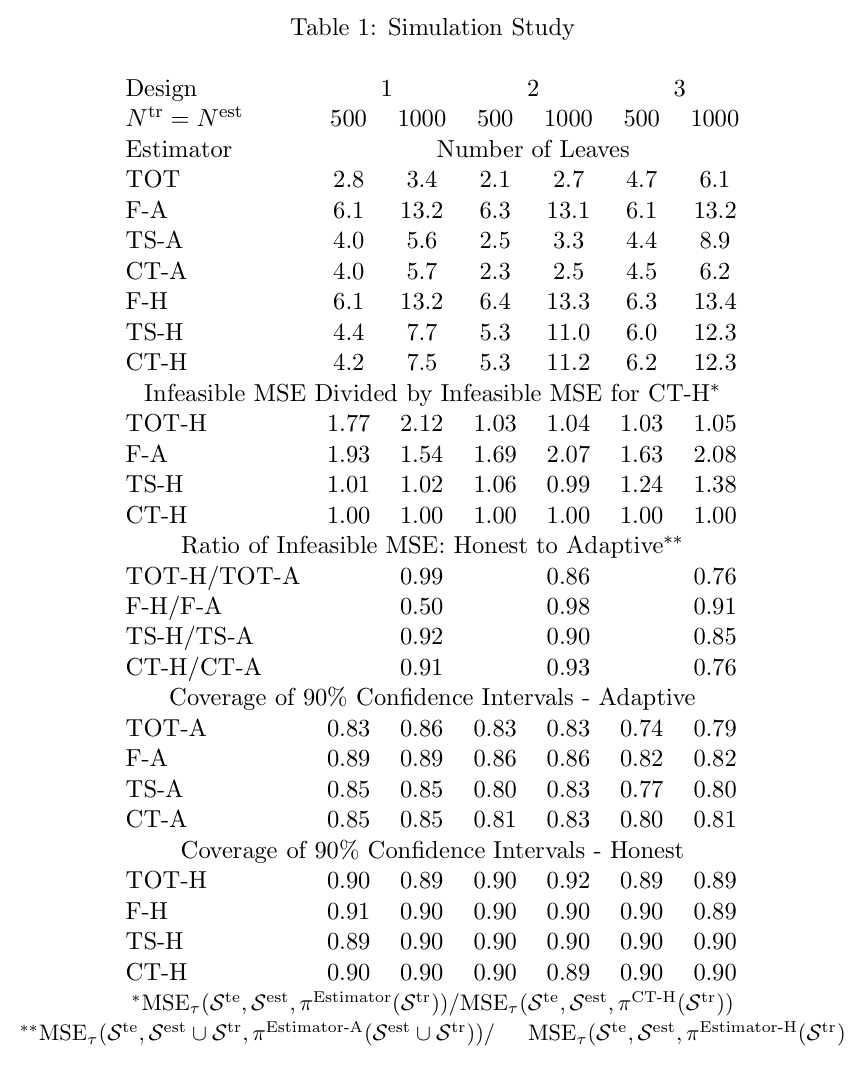 Table 1: Simulation Study
Design 1 2 3
N^tr = N^est 500 1000 500 1000 500 1000
Estimator Number of Leaves
TOT 2.8 3.4 2.1 2.7 4.7 6.1
F-A 6.1 13.2 6.3 13.1 6.1 13.2
TS-A 4.0 5.6 2.5 3.3 4.4 8.9
CT-A 4.0 5.7 2.3 2.5 4.5 6.2
F-H 6.1 13.2 6.4 13.3 6.3 13.4
TS-H 4.4 7.7 5.3 11.0 6.0 12.3
CT-H 4.2 7.5 5.3 11.2 6.2 12.3
Infeasible MSE Divided by Infeasible MSE for CT-H*
TOT-H 1.77 2.12 1.03 1.04 1.03 1.05
F-A 1.93 1.54 1.69 2.07 1.63 2.08
TS-H 1.01 1.02 1.06 0.99 1.24 1.38
CT-H 1.00 1.00 1.00 1.00 1.00 1.00
Ratio of Infeasible MSE: Honest to Adaptive**
TOT-H/TOT-A 0.99 0.86 0.76
F-H/F-A 0.50 0.98 0.91
TS-H/TS-A 0.92 0.90 0.85
CT-H/CT-A 0.91 0.93 0.76
Coverage of 90% Confidence Intervals - Adaptive
TOT-A 0.83 0.86 0.83 0.83 0.74 0.79
F-A 0.89 0.89 0.86 0.86 0.82 0.82
TS-A 0.85 0.85 0.80 0.83 0.77 0.80
CT-A 0.85 0.85 0.81 0.83 0.80 0.81
Coverage of 90% Confidence Intervals - Honest
TOT-H 0.90 0.89 0.90 0.92 0.89 0.89
F-H 0.91 0.90 0.90 0.90 0.90 0.89
TS-H 0.89 0.90 0.90 0.90 0.90 0.90
CT-H 0.90 0.90 0.90 0.89 0.90 0.90
*MSE_τ(S^te, S^est, π^Estimator(S^tr))/MSE_τ(S^te, S^est, π^CT-H(S^tr))
**MSE_τ(S^te, S^est ∪ S^tr, π^Estimator-A(S^est ∪ S^tr))/ MSE_τ(S^te, S^est, π^Estimator-H(S^tr)